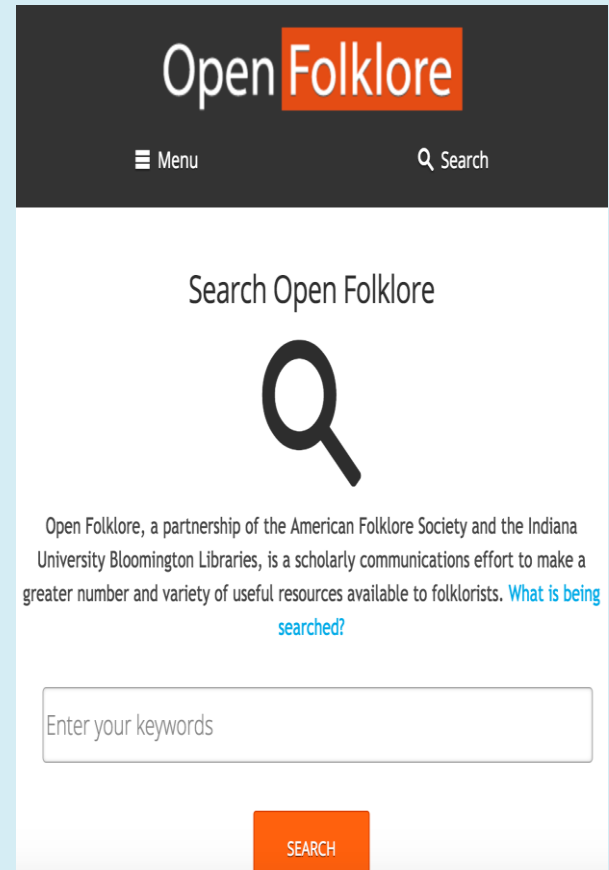 Open Folklore
Menu
Search
Search Open Folklore
Open Folklore, a partnership of the American Folklore Society and the Indiana
University Bloomington Libraries, is a scholarly communications effort to make a
greater number and variety of useful resources available to folklorists. What is being
searched?
Enter your keywords
SEARCH